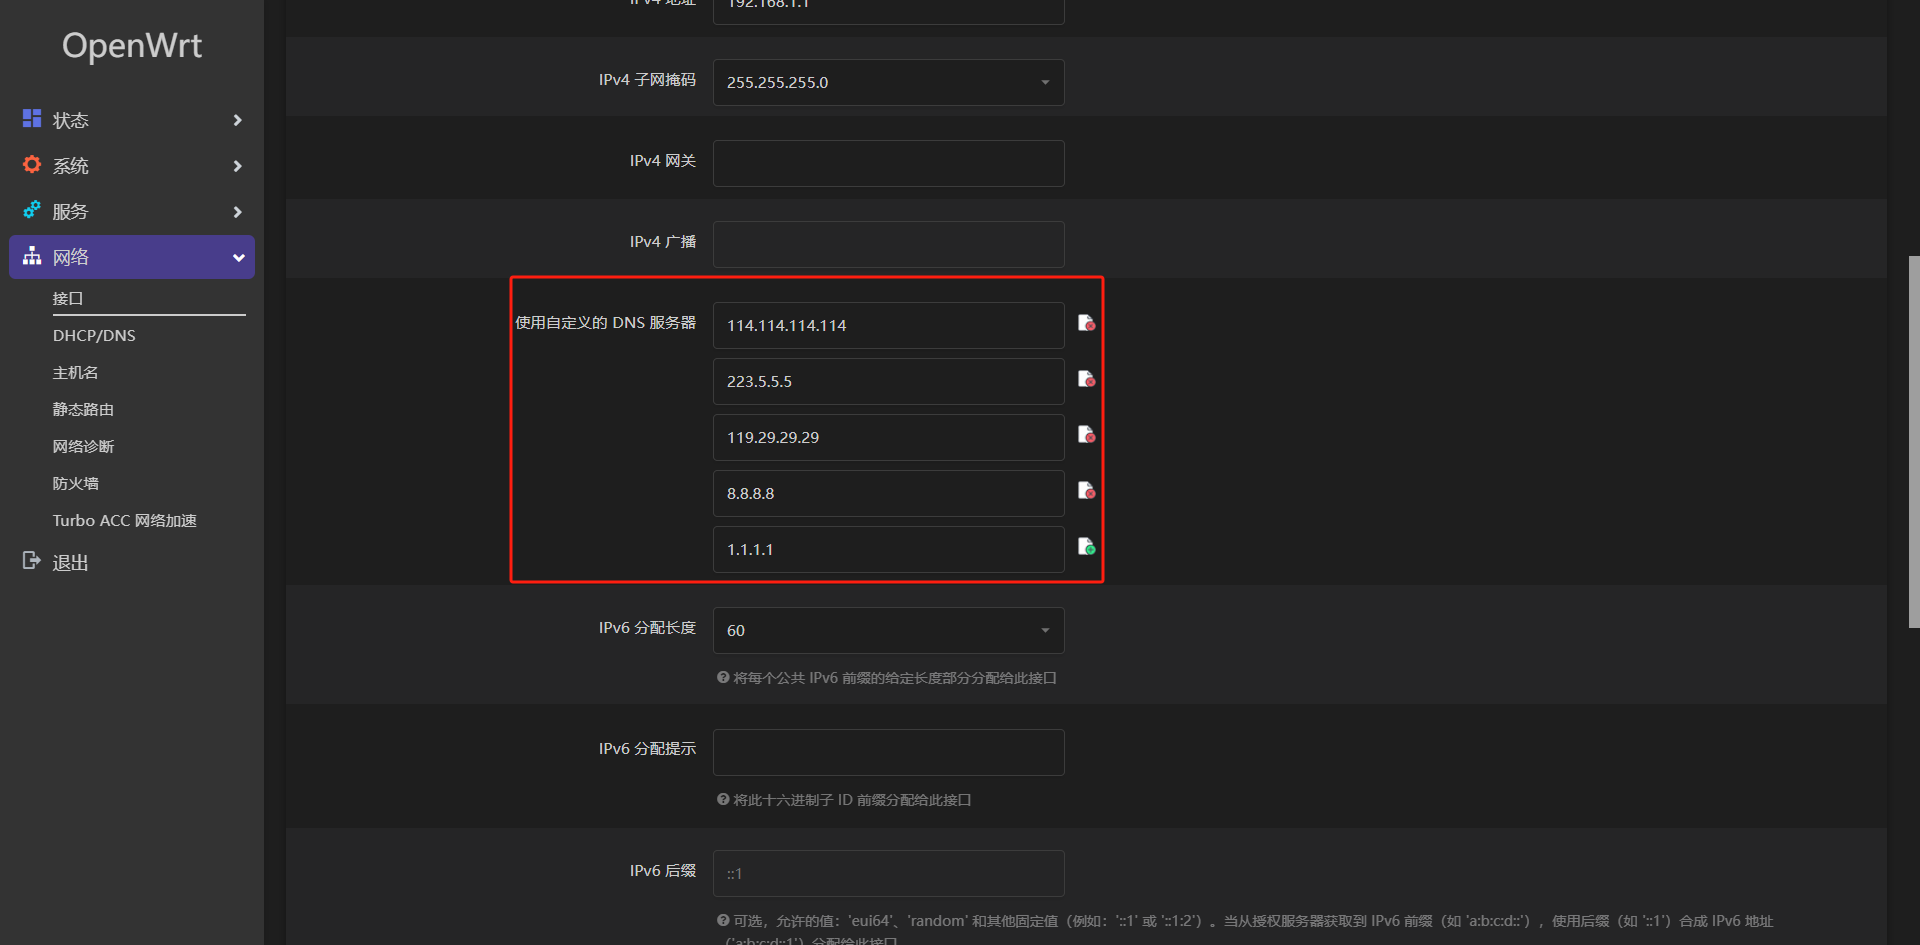 OpenWrt
状态
系统
服务
网络
接口
DHCP/DNS
主机名
静态路由
网络诊断
防火墙
Turbo ACC 网络加速
退出
IPv4 地址 192.168.1.1
IPv4 子网掩码 255.255.255.0
IPv4 网关
IPv4 广播
使用自定义的 DNS 服务器 114.114.114.114
223.5.5.5
119.29.29.29
8.8.8.8
1.1.1.1
IPv6 分配长度 60
将每个公共 IPv6 前缀的给定长度部分分配给此接口
IPv6 分配提示
将此十六进制子 ID 前缀分配给此接口
IPv6 后缀 ::1
可选，允许的值：'eui64'、'random' 和其他固定值（例如：'::1' 或 '::1:2'）。当从授权服务器获取到 IPv6 前缀（如 'a:b:c:d::'），使用后缀（如 '::1'）合成 IPv6 地址
（'a:b:c:d::1'）分配给此接口